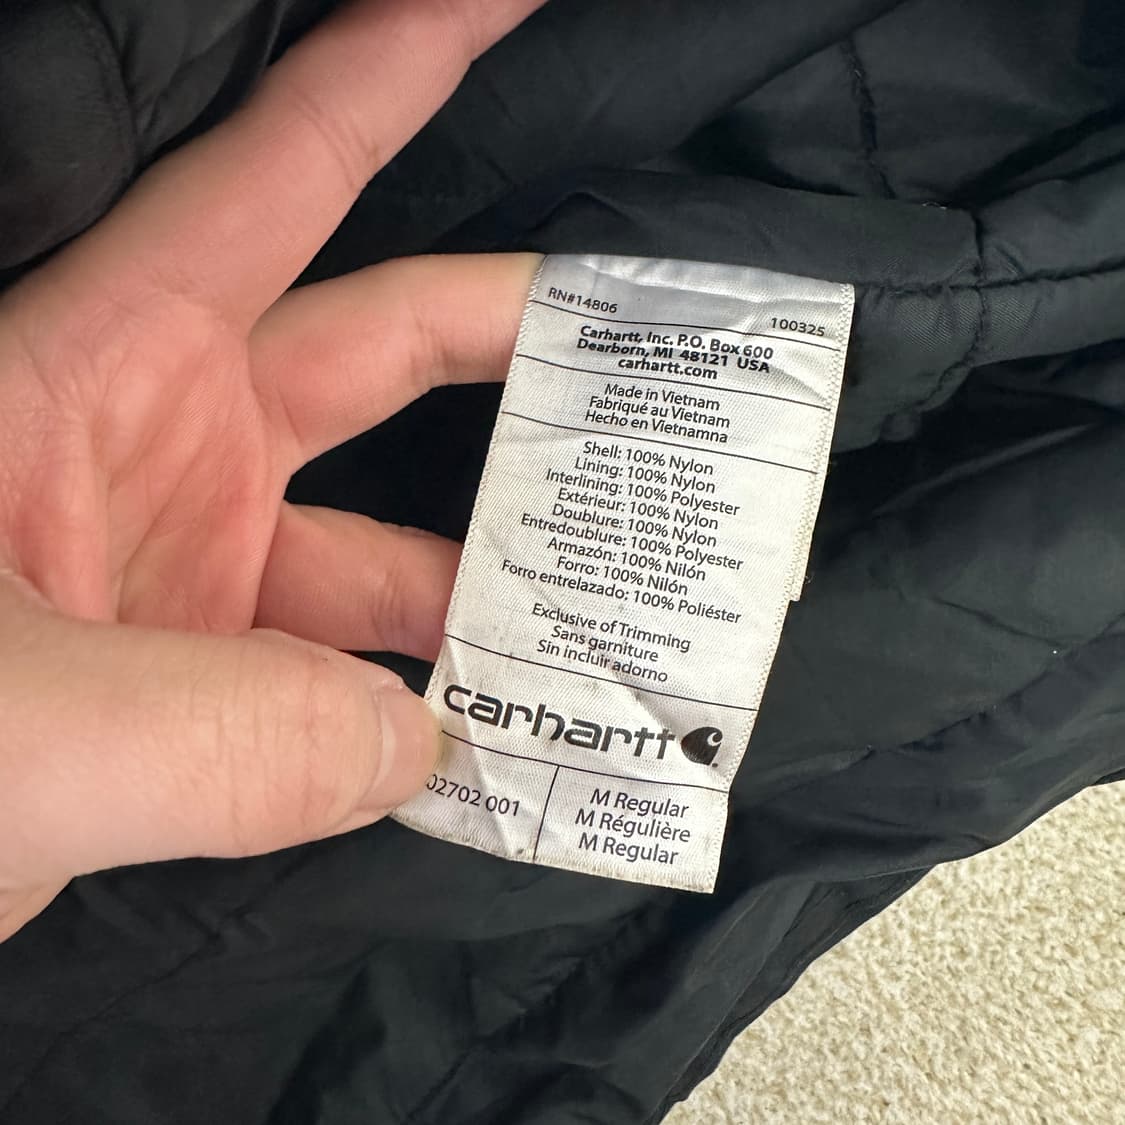 RN#14806
100325
Carhartt, Inc. P.O. Box 600
Dearborn, MI 48121 USA
carhartt.com
Made in Vietnam
Fabriqué au Vietnam
Hecho en Vietnamna
Shell: 100% Nylon
Lining: 100% Nylon
Interlining: 100% Polyester
Extérieur: 100% Nylon
Doublure: 100% Nylon
Entredoublure: 100% Polyester
Armazón: 100% Nilón
Forro: 100% Nilón
Forro entrelazado: 100% Poliéster
Exclusive of Trimming
Sans garniture
Sin incluir adorno
carhartt
02702 001
M Regular
M Régulière
M Regular